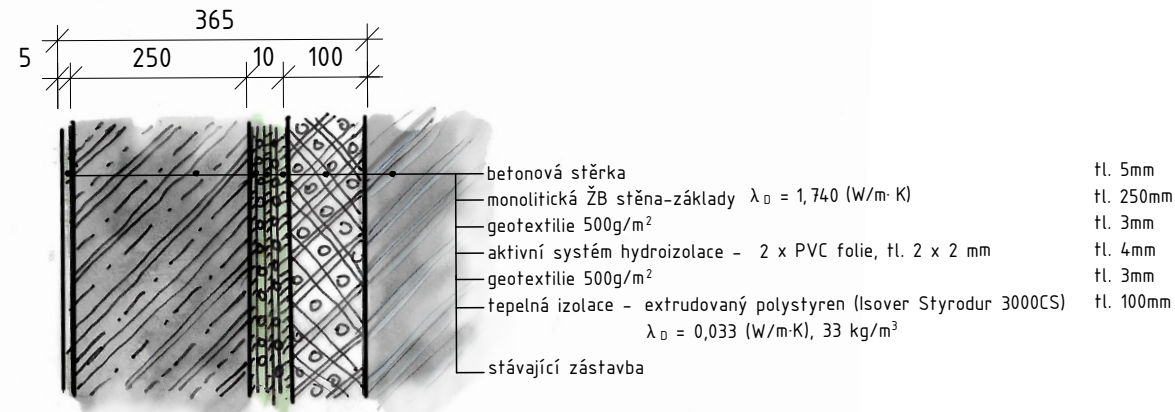 365
5 250 10 100
betonová stěrka tl. 5mm
monolitická ŽB stěna-základy λ D = 1,740 (W/m·K) tl. 250mm
geotextilie 500g/m² tl. 3mm
aktivní systém hydroizolace - 2 x PVC folie, tl. 2 x 2 mm tl. 4mm
geotextilie 500g/m² tl. 3mm
tepelná izolace - extrudovaný polystyren (Isover Styrodur 3000CS) tl. 100mm
λ D = 0,033 (W/m·K), 33 kg/m³
stávající zástavba